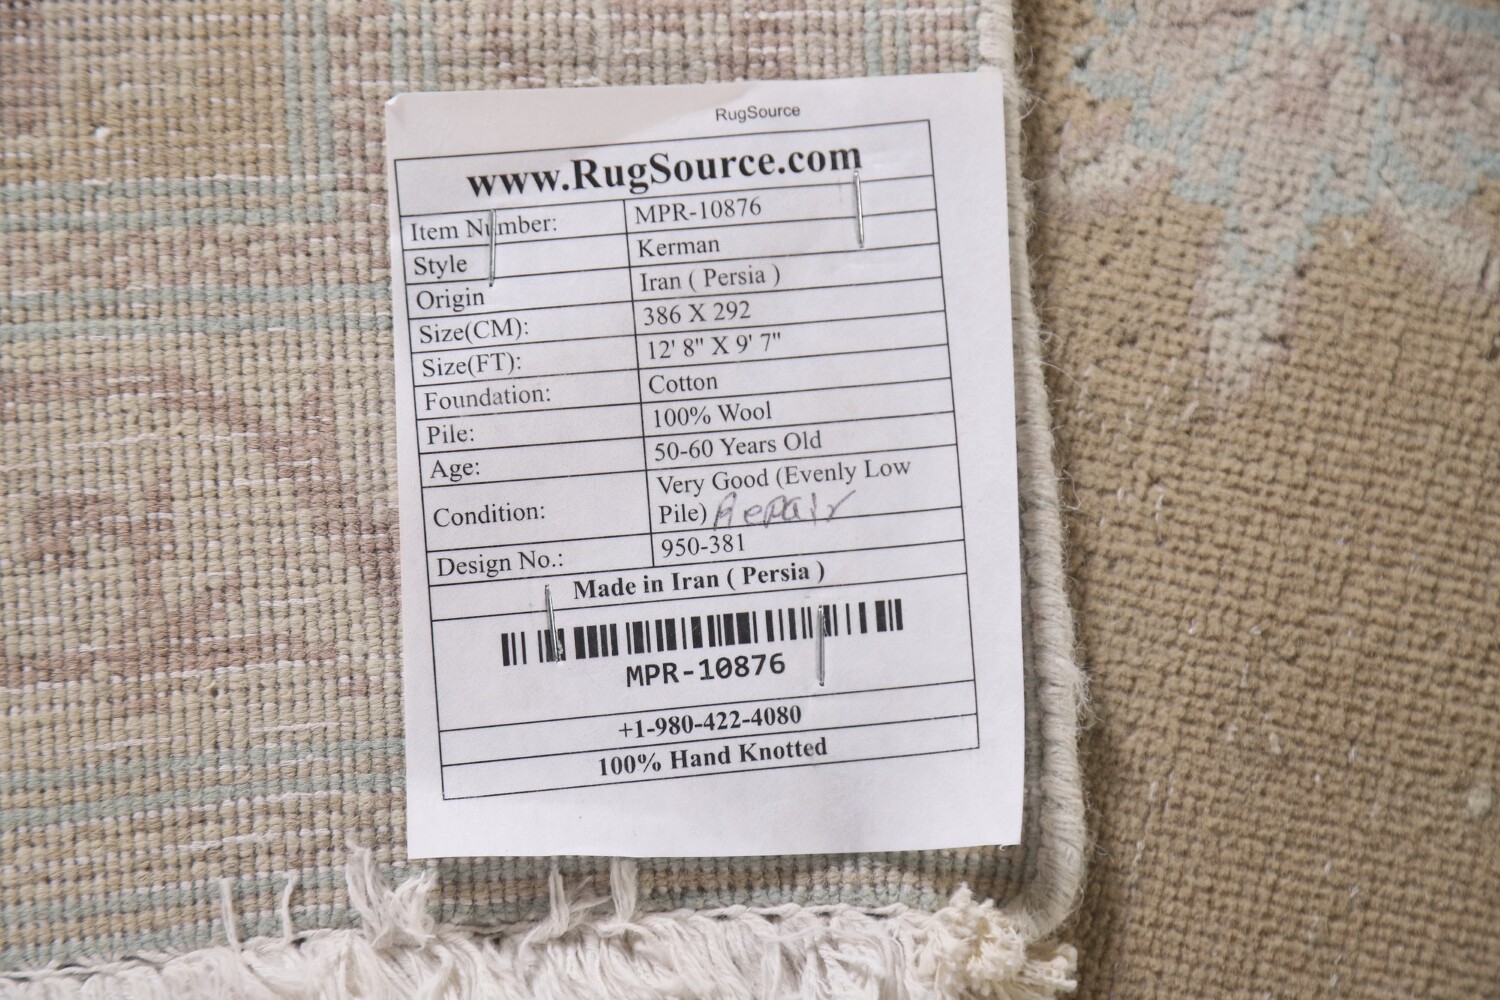 RugSource
www.RugSource.com
Item Number: MPR-10876
Style Kerman
Origin Iran ( Persia )
Size(CM): 386 X 292
Size(FT): 12' 8" X 9' 7"
Foundation: Cotton
Pile: 100% Wool
Age: 50-60 Years Old
Condition: Very Good (Evenly Low
Pile) Repair
Design No.: 950-381
Made in Iran ( Persia )
MPR-10876
+1-980-422-4080
100% Hand Knotted